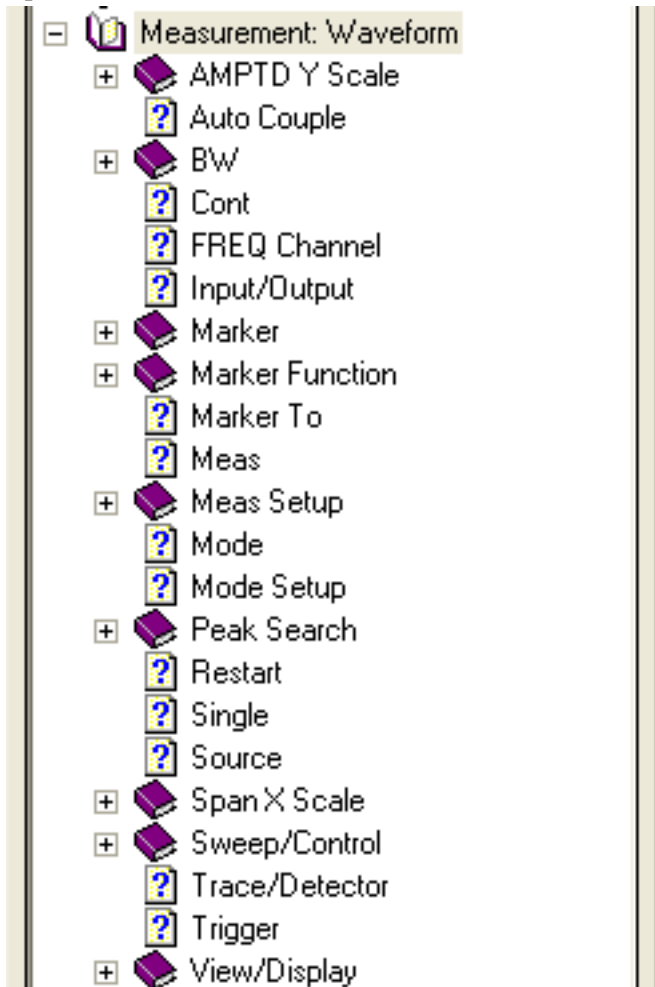 Measurement: Waveform
AMPTD Y Scale
Auto Couple
BW
Cont
FREQ Channel
Input/Output
Marker
Marker Function
Marker To
Meas
Meas Setup
Mode
Mode Setup
Peak Search
Restart
Single
Source
Span X Scale
Sweep/Control
Trace/Detector
Trigger
View/Display